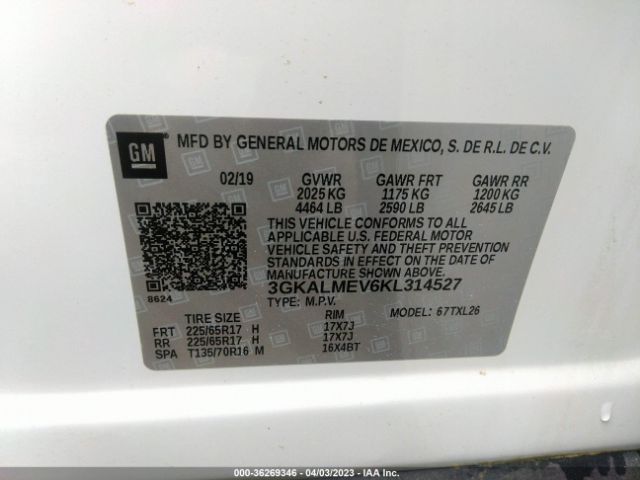 GM
MFD BY GENERAL MOTORS DE MEXICO, S. DE R.L. DE C.V.
02/19 GVWR GAWR FRT GAWR RR
2025 KG 1175 KG 1200 KG
4464 LB 2590 LB 2645 LB
THIS VEHICLE CONFORMS TO ALL
APPLICABLE U.S. FEDERAL MOTOR
VEHICLE SAFETY AND THEFT PREVENTION
STANDARDS IN EFFECT ON THE DATE OF
MANUFACTURE SHOWN ABOVE.
8624 3GKALMEV6KL314527
TYPE: M.P.V. MODEL: 67TXL26
TIRE SIZE RIM
FRT 225/65R17 H 17X7J
RR 225/65R17 H 17X7J
SPA T135/70R16 M 16X4BT
000-36269346 - 04/03/2023 - IAA Inc.